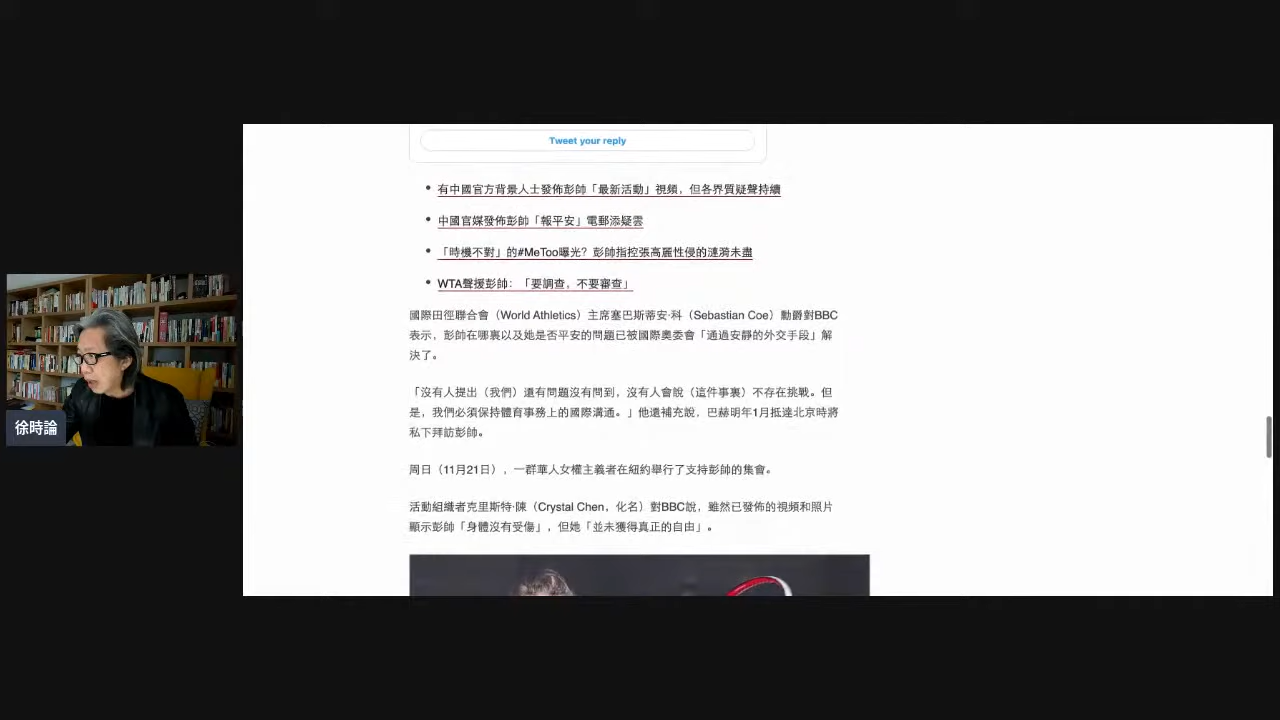 Tweet your reply
有中國官方背景人士發佈彭帥「最新活動」視頻，但各界質疑聲持續
中國官媒發佈彭帥「報平安」電郵添疑雲
「時機不對」的#MeToo曝光？彭帥指控張高麗性侵的漣漪未盡
WTA聲援彭帥：「要調查，不要審查」
國際田徑聯合會（World Athletics）主席塞巴斯蒂安·科（Sebastian Coe）勳爵對BBC
表示，彭帥在哪裏以及她是否平安的問題已被國際奧委會「通過安靜的外交手段」解
決了。
「沒有人提出（我們）還有問題沒有問到，沒有人會說（這件事裏）不存在挑戰。但
是，我們必須保持體育事務上的國際溝通。」他還補充說，巴赫明年1月抵達北京時將
私下拜訪彭帥。
周日（11月21日），一群華人女權主義者在紐約舉行了支持彭帥的集會。
活動組織者克里斯特·陳（Crystal Chen，化名）對BBC說，雖然已發佈的視頻和照片
顯示彭帥「身體沒有受傷」，但她「並未獲得真正的自由」。
徐時論